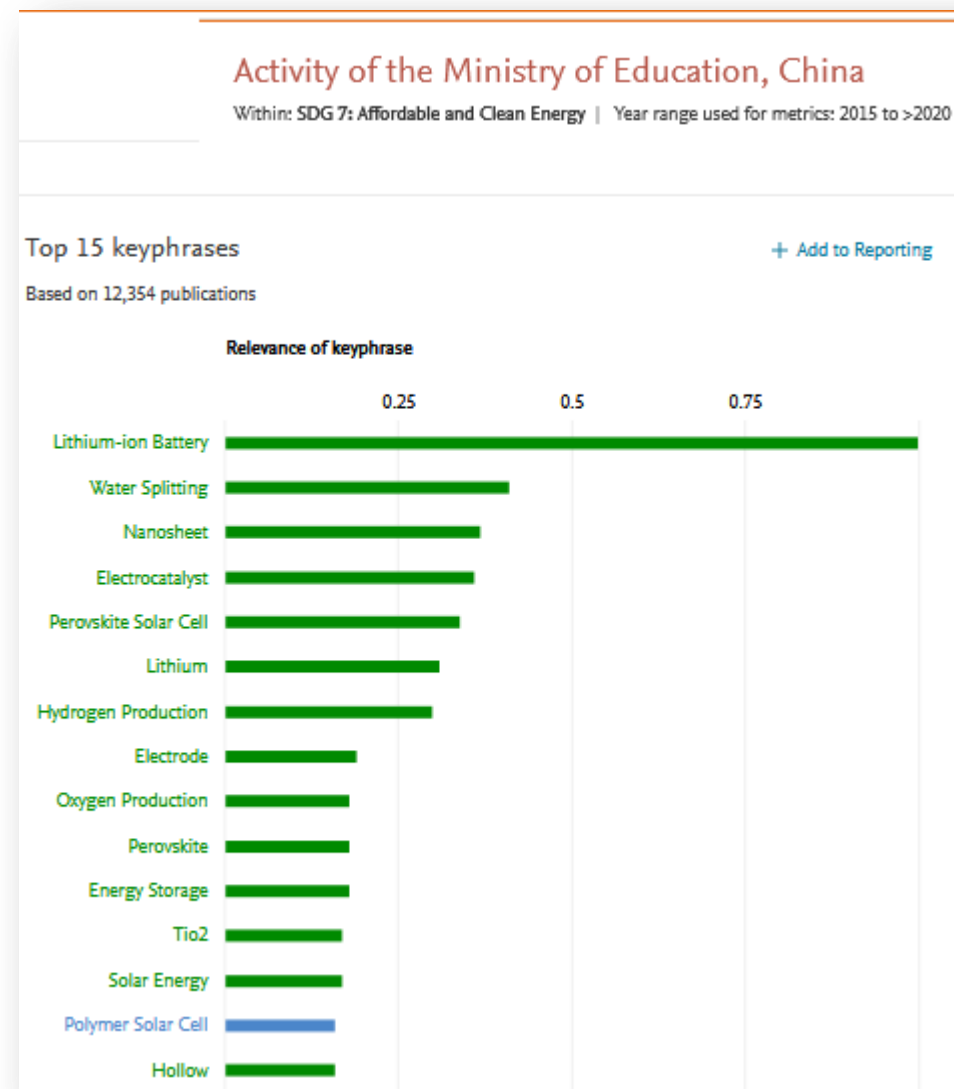 Activity of the Ministry of Education, China
Within: SDG 7: Affordable and Clean Energy | Year range used for metrics: 2015 to >2020
Top 15 keyphrases
+ Add to Reporting
Based on 12,354 publications
Relevance of keyphrase
0.25 0.5 0.75
Lithium-ion Battery
Water Splitting
Nanosheet
Electrocatalyst
Perovskite Solar Cell
Lithium
Hydrogen Production
Electrode
Oxygen Production
Perovskite
Energy Storage
Tio2
Solar Energy
Polymer Solar Cell
Hollow